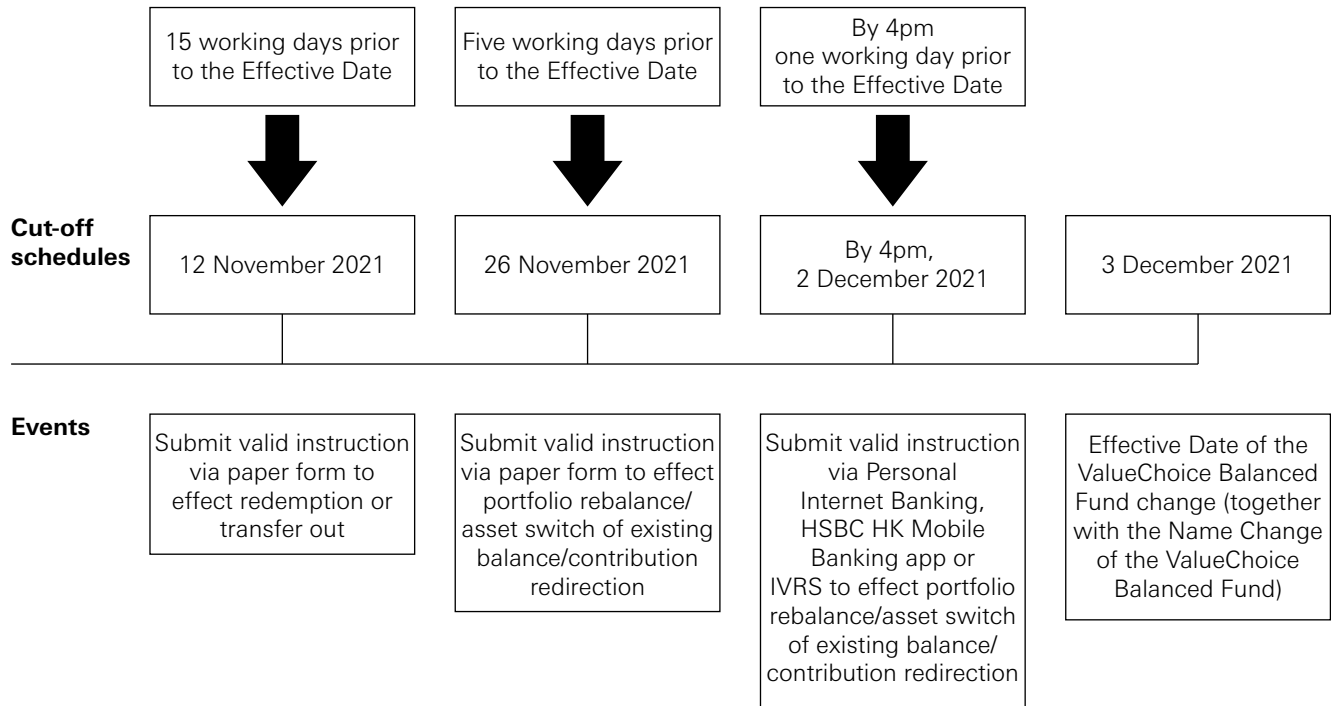 15 working days prior
to the Effective Date
Five working days prior
to the Effective Date
By 4pm
one working day prior
to the Effective Date
Cut-off
schedules
12 November 2021
26 November 2021
By 4pm,
2 December 2021
3 December 2021
Events
Submit valid instruction
via paper form to
effect redemption or
transfer out
Submit valid instruction
via paper form to effect
portfolio rebalance/
asset switch of existing
balance/contribution
redirection
Submit valid instruction
via Personal
Internet Banking,
HSBC HK Mobile
Banking app or
IVRS to effect portfolio
rebalance/asset switch
of existing balance/
contribution redirection
Effective Date of the
ValueChoice Balanced
Fund change (together
with the Name Change
of the ValueChoice
Balanced Fund)